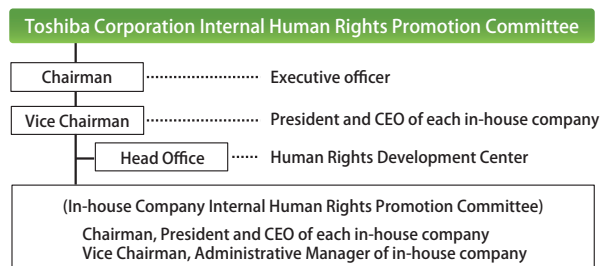 Toshiba Corporation Internal Human Rights Promotion Committee
Chairman Executive officer
Vice Chairman President and CEO of each in-house company
Head Office Human Rights Development Center
(In-house Company Internal Human Rights Promotion Committee)
Chairman, President and CEO of each in-house company
Vice Chairman, Administrative Manager of in-house company